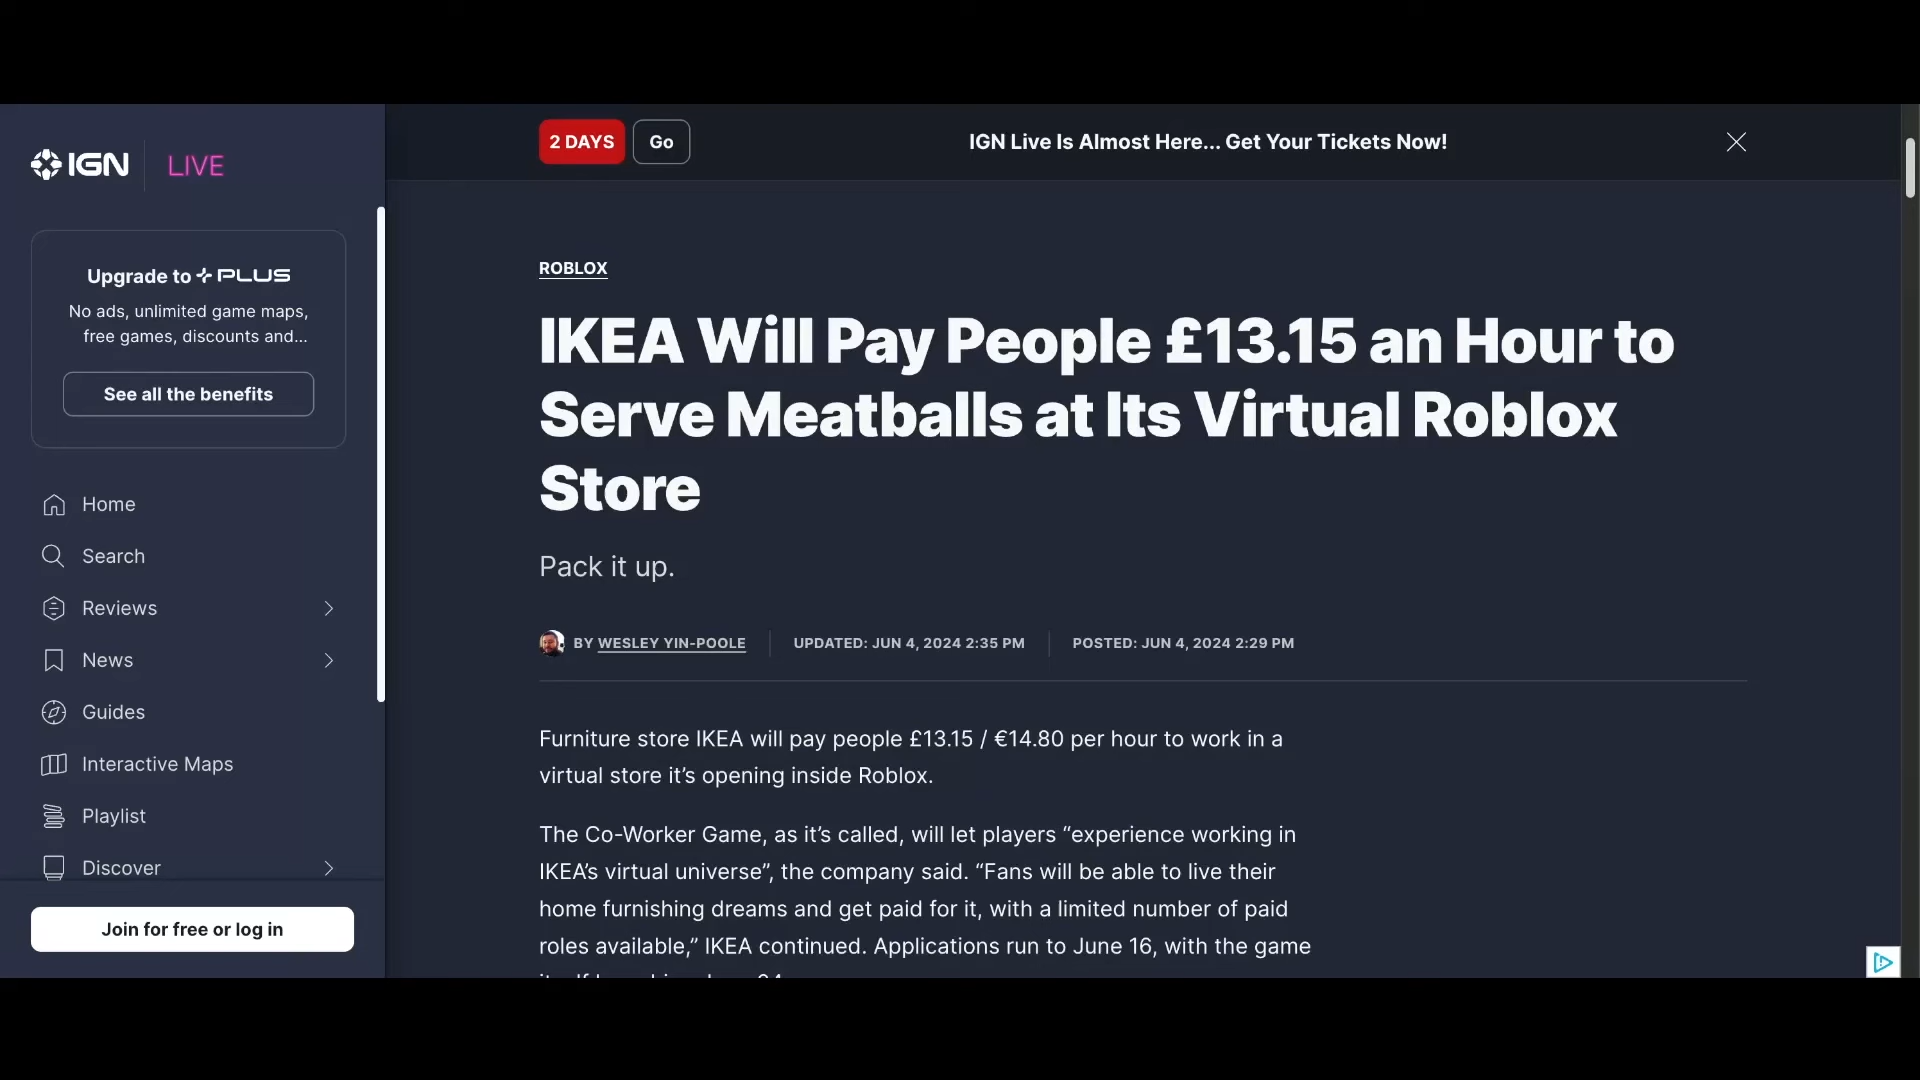 IGN
LIVE
Upgrade to PLUS
No ads, unlimited game maps,
free games, discounts and...
See all the benefits
Home
Search
Reviews
News
Guides
Interactive Maps
Playlist
Discover
Join for free or log in
2 DAYS
Go
IGN Live Is Almost Here... Get Your Tickets Now!
ROBLOX
IKEA Will Pay People £13.15 an Hour to
Serve Meatballs at Its Virtual Roblox
Store
Pack it up.
BY WESLEY YIN-POOLE
UPDATED: JUN 4, 2024 2:35 PM
POSTED: JUN 4, 2024 2:29 PM
Furniture store IKEA will pay people £13.15 / €14.80 per hour to work in a
virtual store it’s opening inside Roblox.
The Co-Worker Game, as it’s called, will let players “experience working in
IKEA’s virtual universe”, the company said. “Fans will be able to live their
home furnishing dreams and get paid for it, with a limited number of paid
roles available,” IKEA continued. Applications run to June 16, with the game